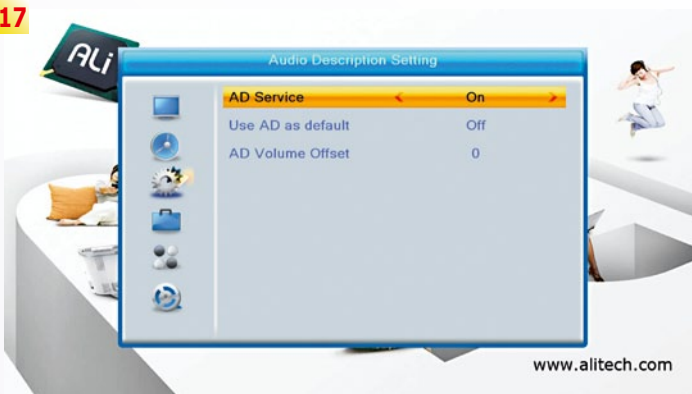 17
ALi
Audio Description Setting
AD Service < On >
Use AD as default Off
AD Volume Offset 0
www.alitech.com